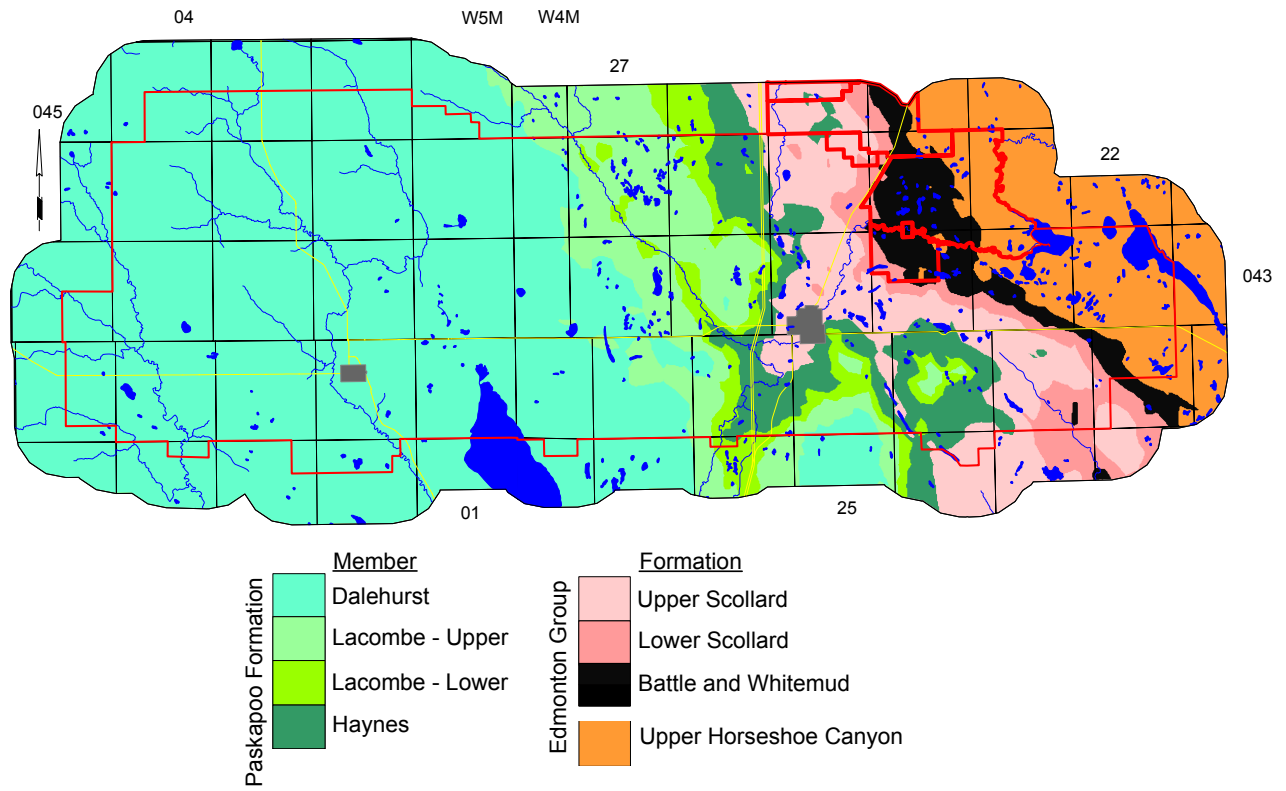 04
W5M
W4M
27
045
22
043
01
25
Member
Formation
Paskapoo Formation
Dalehurst
Lacombe - Upper
Lacombe - Lower
Haynes
Edmonton Group
Upper Scollard
Lower Scollard
Battle and Whitemud
Upper Horseshoe Canyon